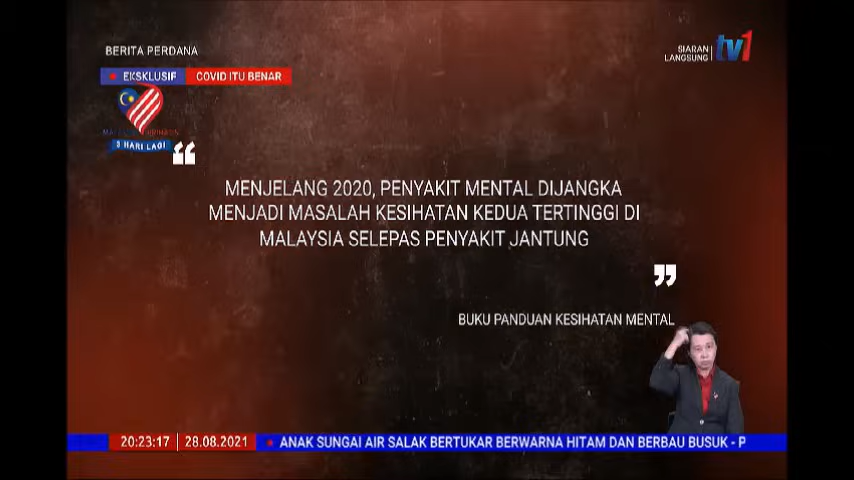 BERITA PERDANA
SIARAN
LANGSUNG
tv1
EKSKLUSIF
COVID ITU BENAR
3 HARI LAGI
“
MENJELANG 2020, PENYAKIT MENTAL DIJANGKA
MENJADI MASALAH KESIHATAN KEDUA TERTINGGI DI
MALAYSIA SELEPAS PENYAKIT JANTUNG
”
BUKU PANDUAN KESIHATAN MENTAL
20:23:17
28.08.2021
ANAK SUNGAI AIR SALAK BERTUKAR BERWARNA HITAM DAN BERBAU BUSUK - P